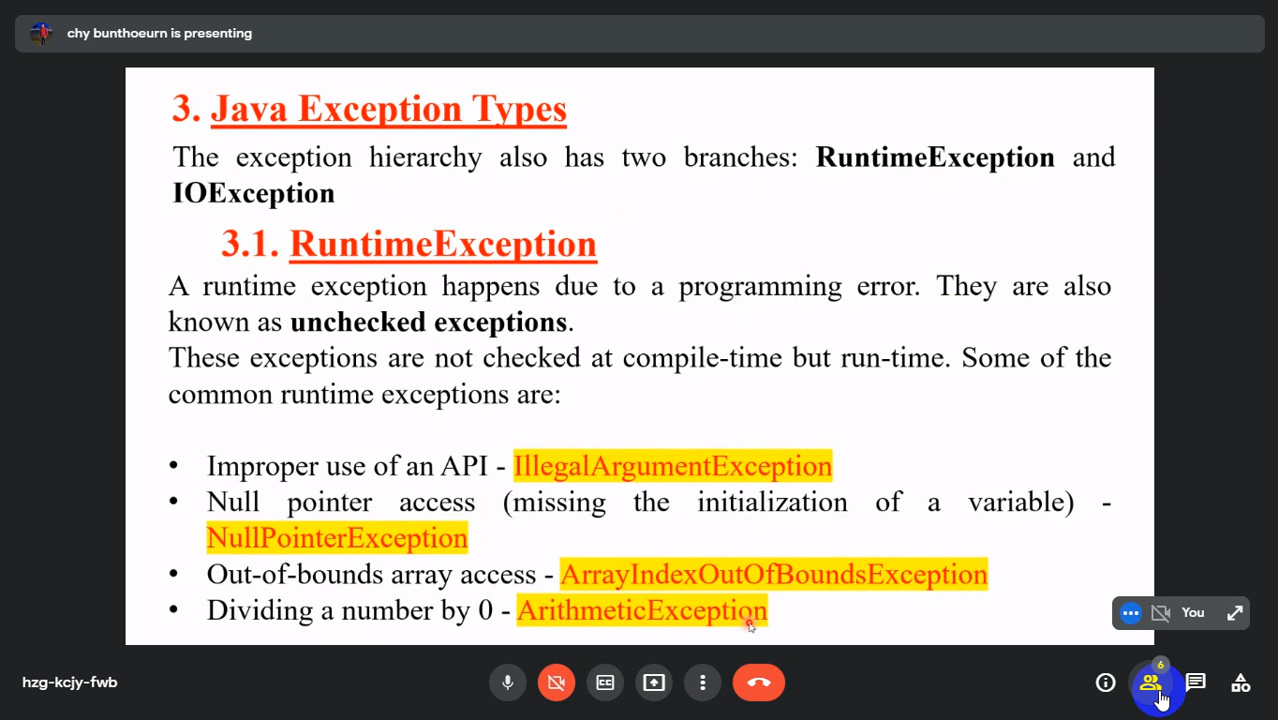 chy bunthoeurn is presenting
3. Java Exception Types
The exception hierarchy also has two branches: RuntimeException and
IOException
3.1. RuntimeException
A runtime exception happens due to a programming error. They are also
known as unchecked exceptions.
These exceptions are not checked at compile-time but run-time. Some of the
common runtime exceptions are:
• Improper use of an API - IllegalArgumentException
• Null pointer access (missing the initialization of a variable) -
NullPointerException
• Out-of-bounds array access - ArrayIndexOutOfBoundsException
• Dividing a number by 0 - ArithmeticException
You
6
hzg-kcjy-fwb
CC